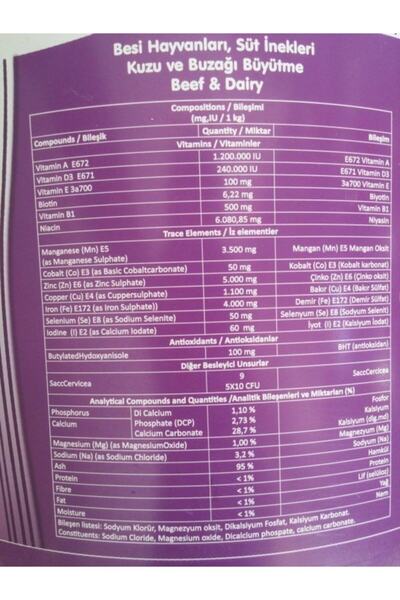 Besi Hayvanları, Süt İnekleri
Kuzu ve Buzağı Büyütme
Beef & Dairy
Compositions / Bileşimi
(mg,IU / 1 kg)
Compounds / Bileşik Quantity / Miktar Bileşim
Vitamins / Vitaminler
Vitamin A E672 1.200.000 IU E672 Vitamin A
Vitamin D3 E671 240.000 IU E671 Vitamin D3
Vitamin E 3a700 100 mg 3a700 Vitamin E
Biotin 6,22 mg Biyotin
Vitamin B1 500 mg Vitamin B1
Niacin 6.080,85 mg Niyasin
Trace Elements / İz elementler
Manganese (Mn) E5 3.500 mg Mangan (Mn) E5 Mangan Oksit
(as Manganese Sulphate)
Cobalt (Co) E3 (as Basic Cobaltcarbonate) 50 mg Kobalt (Co) E3 (Kobalt karbonat)
Zinc (Zn) E6 (as Zinc Sulphate) 5.000 mg Çinko (Zn) E6 (Çinko oksit)
Copper (Cu) E4 (as Cuppersulphate) 1.100 mg Bakır (Cu) E4 (Bakır Sülfat)
Iron (Fe) E172 (as Iron Sulphate)) 4.000 mg Demir (Fe) E172 (Demir Sülfat)
Selenium (Se) E8 (as Sodium Selenite) 50 mg Selenyum (Se) E8 (Sodyum Selenit)
Iodine (I) E2 (as Calcium Iodate) 60 mg İyot (I) E2 (Kalsiyum İodat)
Antioxidants / Antioksidanlar
ButylatedHydoxyanisole 100 mg BHT (antioksidan)
Diğer Besleyici Unsurlar
SaccCervicea 9 SaccCervicea
5X10 CFU
Analytical Compounds and Quantities /Analitik Bileşenleri ve Miktarları (%)
Phosphorus Di Calcium 1,10 % Fosfor
Calcium Phosphate (DCP) 2,73 % Kalsiyum
Calcium Carbonate 28,7 % Kalsiyum (dig.md)
Magnesium (Mg) (as MagnesiumOxide) 1,00 % Magnezyum (Mg)
Sodium (Na) (as Sodium Chloride) 3,2 % Sodyum (Na)
Ash 95 % Hamkül
Protein < 1% Protein
Fibre < 1% Lif (selüloz)
Fat < 1% Yağ
Moisture < 1% Nem
Bileşen listesi: Sodyum Klorür, Magnezyum oksit, Dikalsiyum Fosfat, Kalsiyum Karbonat.
Constituents: Sodium Cloride, Magnesium oxide, Dicalcium phosphate, calcium carbonate.